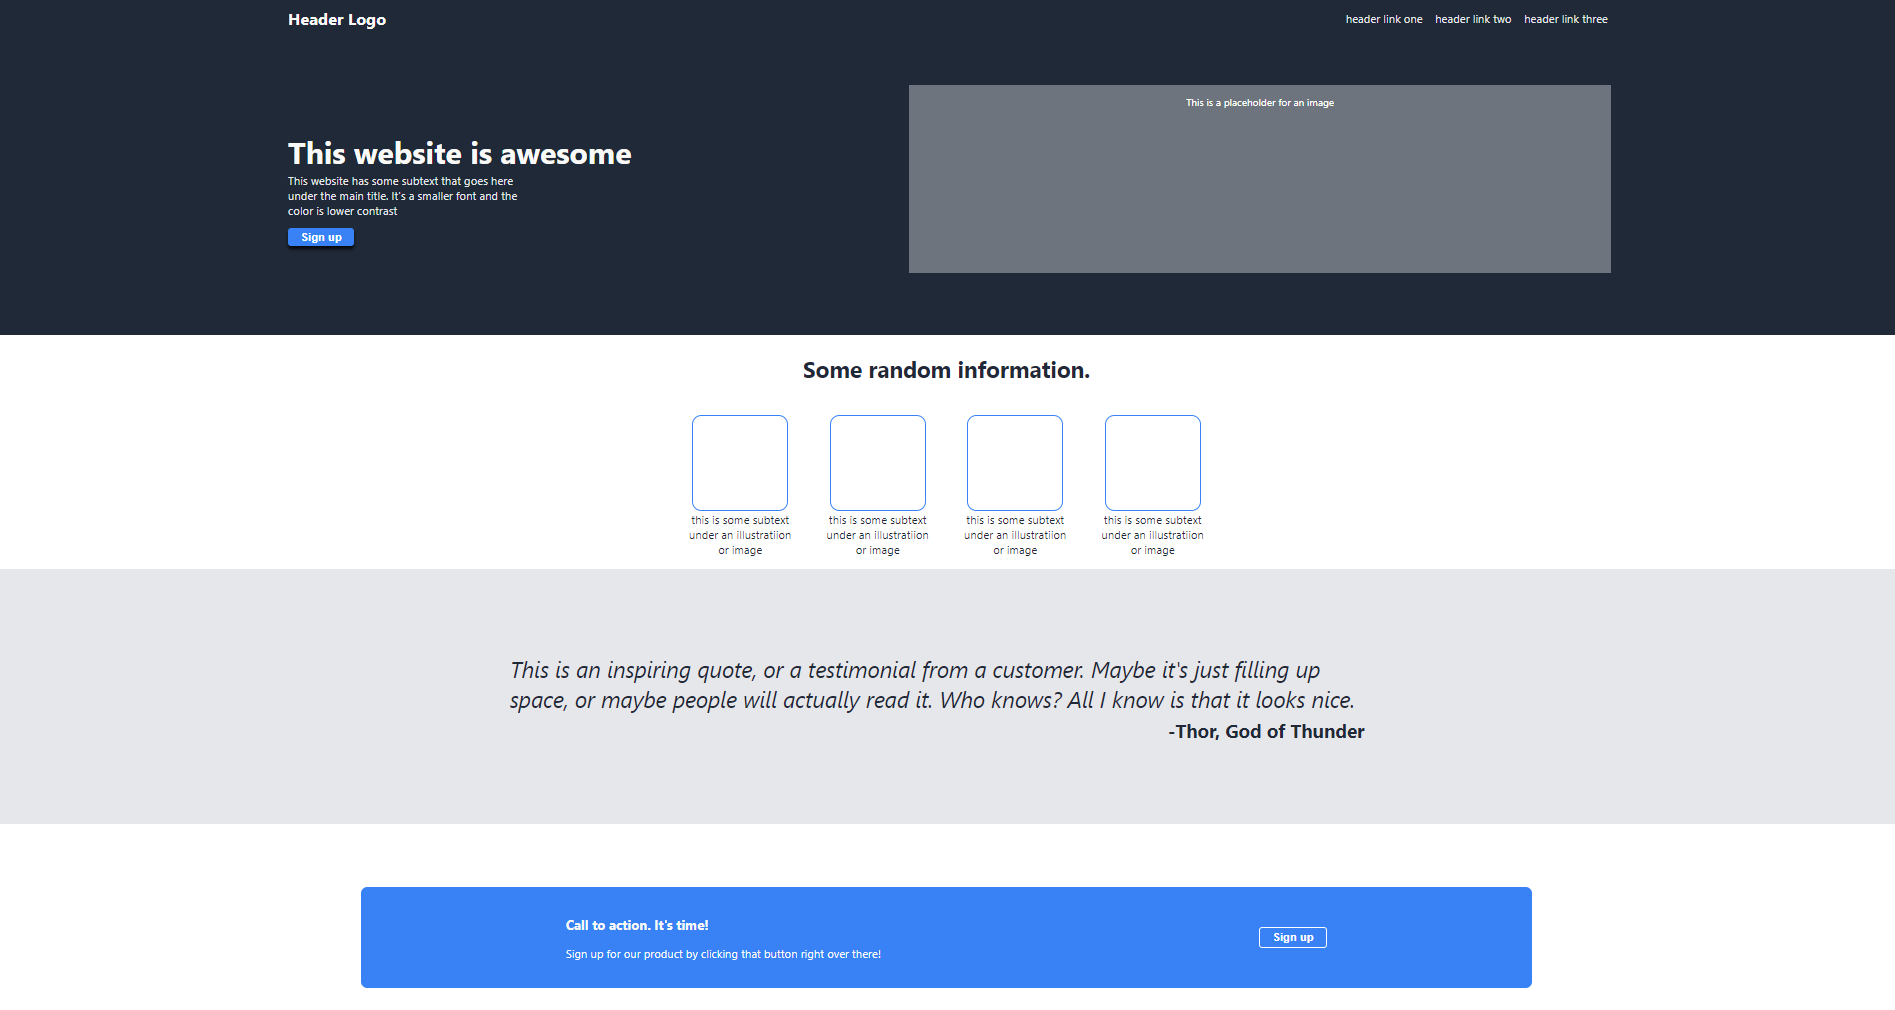 Header Logo
header link one header link two header link three
This is a placeholder for an image
This website is awesome
This website has some subtext that goes here
under the main title. It's a smaller font and the
color is lower contrast
Sign up
Some random information.
this is some subtext
under an illustratiion
or image
this is some subtext
under an illustratiion
or image
this is some subtext
under an illustratiion
or image
this is some subtext
under an illustratiion
or image
This is an inspiring quote, or a testimonial from a customer. Maybe it's just filling up
space, or maybe people will actually read it. Who knows? All I know is that it looks nice.
-Thor, God of Thunder
Call to action. It's time!
Sign up for our product by clicking that button right over there!
Sign up